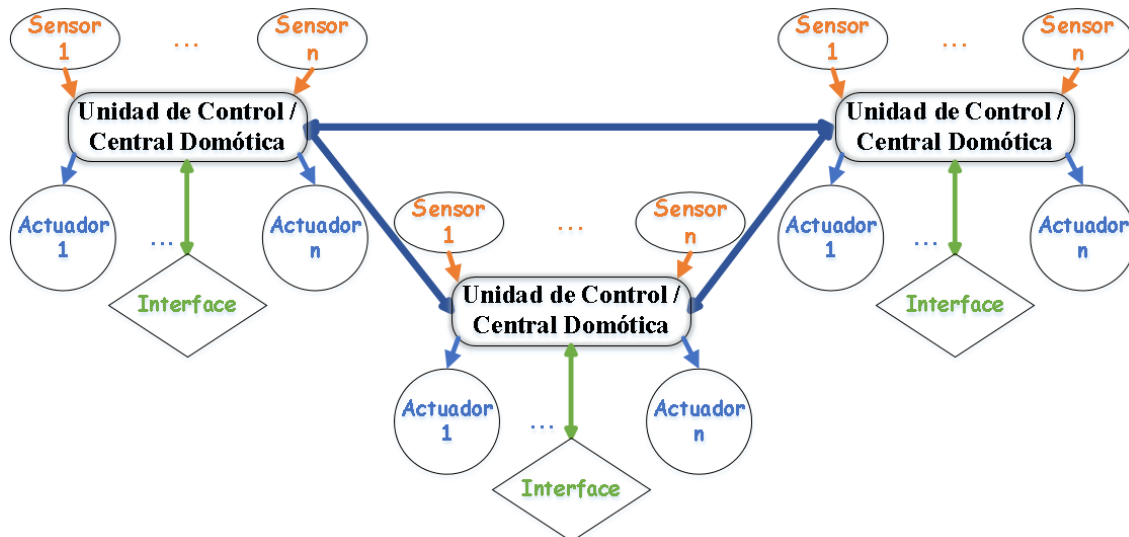 Sensor
1
...
Sensor
n
Unidad de Control /
Central Domótica
Actuador
1
...
Actuador
n
Interface
Sensor
1
...
Sensor
n
Unidad de Control /
Central Domótica
Actuador
1
...
Actuador
n
Interface
Sensor
1
...
Sensor
n
Unidad de Control /
Central Domótica
Actuador
1
...
Actuador
n
Interface